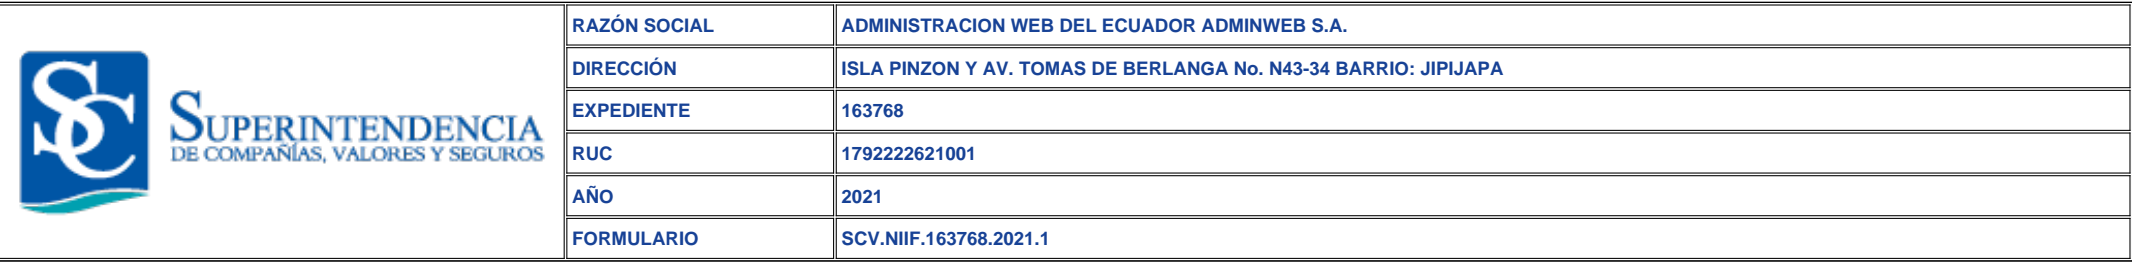 SC
SUPERINTENDENCIA
DE COMPAÑÍAS, VALORES Y SEGUROS
RAZÓN SOCIAL ADMINISTRACION WEB DEL ECUADOR ADMINWEB S.A.
DIRECCIÓN ISLA PINZON Y AV. TOMAS DE BERLANGA No. N43-34 BARRIO: JIPIJAPA
EXPEDIENTE 163768
RUC 1792222621001
AÑO 2021
FORMULARIO SCV.NIIF.163768.2021.1